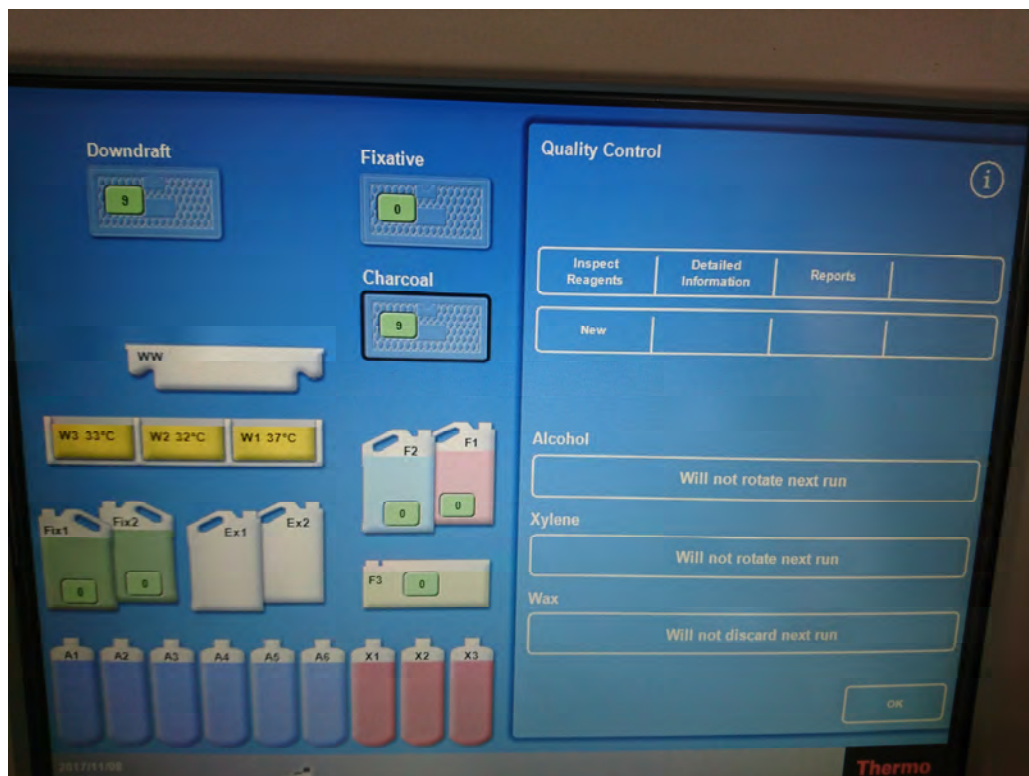 Downdraft
9
Fixative
0
Charcoal
9
WW
W3 33°C
W2 32°C
W1 37°C
F2
0
F1
0
Fix1
0
Fix2
0
Ex1
Ex2
F3
0
A1
A2
A3
A4
A5
A6
X1
X2
X3
2017/11/08
Quality Control
i
Inspect
Reagents
Detailed
Information
Reports
New
Alcohol
Will not rotate next run
Xylene
Will not rotate next run
Wax
Will not discard next run
OK
Thermo